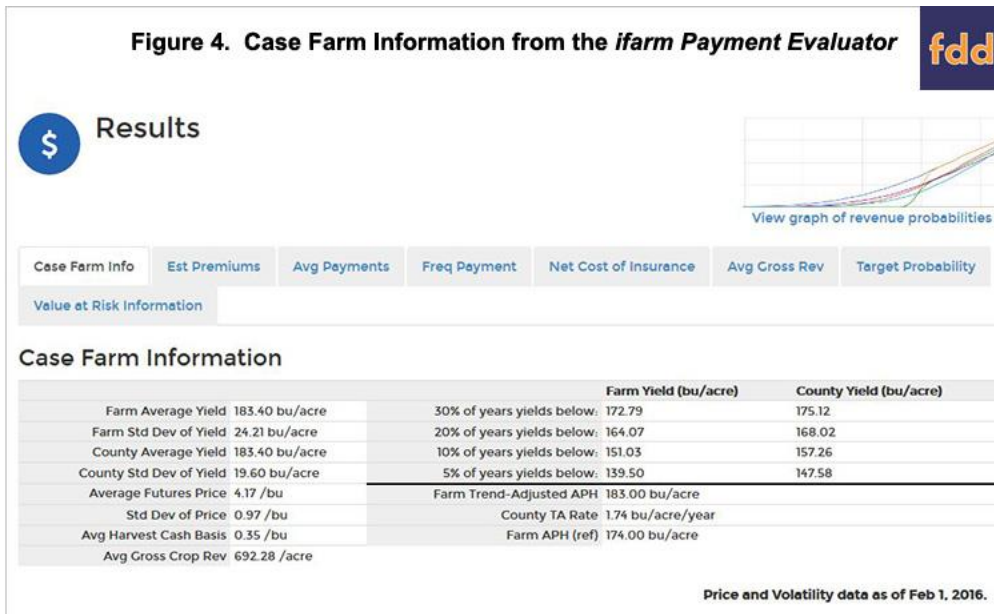 Figure 4. Case Farm Information from the ifarm Payment Evaluator
fdd
$
Results
View graph of revenue probabilities
Case Farm Info Est Premiums Avg Payments Freq Payment Net Cost of Insurance Avg Gross Rev Target Probability
Value at Risk Information
Case Farm Information
Farm Yield (bu/acre) County Yield (bu/acre)
Farm Average Yield 183.40 bu/acre 30% of years yields below: 172.79 175.12
Farm Std Dev of Yield 24.21 bu/acre 20% of years yields below: 164.07 168.02
County Average Yield 183.40 bu/acre 10% of years yields below: 151.03 157.26
County Std Dev of Yield 19.60 bu/acre 5% of years yields below: 139.50 147.58
Average Futures Price 4.17 /bu Farm Trend-Adjusted APH 183.00 bu/acre
Std Dev of Price 0.97 /bu County TA Rate 1.74 bu/acre/year
Avg Harvest Cash Basis 0.35 /bu Farm APH (ref) 174.00 bu/acre
Avg Gross Crop Rev 692.28 /acre
Price and Volatility data as of Feb 1, 2016.